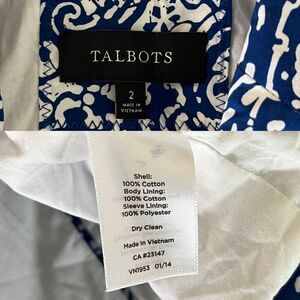 TALBOTS
2
MADE IN
VIETNAM
Shell:
100% Cotton
Body Lining:
100% Cotton
Sleeve Lining:
100% Polyester
Dry Clean
Made in Vietnam
CA #23147
VN1953 01/14